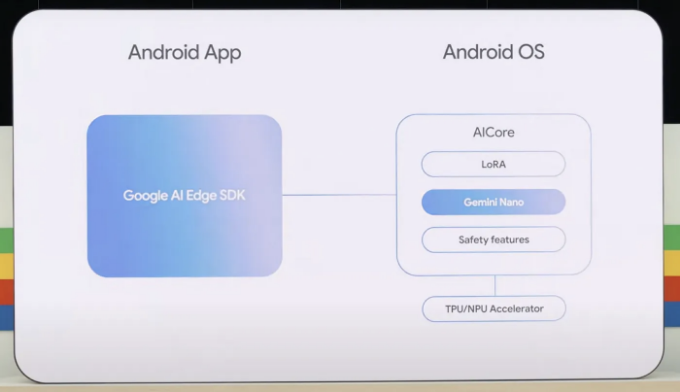 Android App
Android OS
Google AI Edge SDK
AICore
LoRA
Gemini Nano
Safety features
TPU/NPU Accelerator